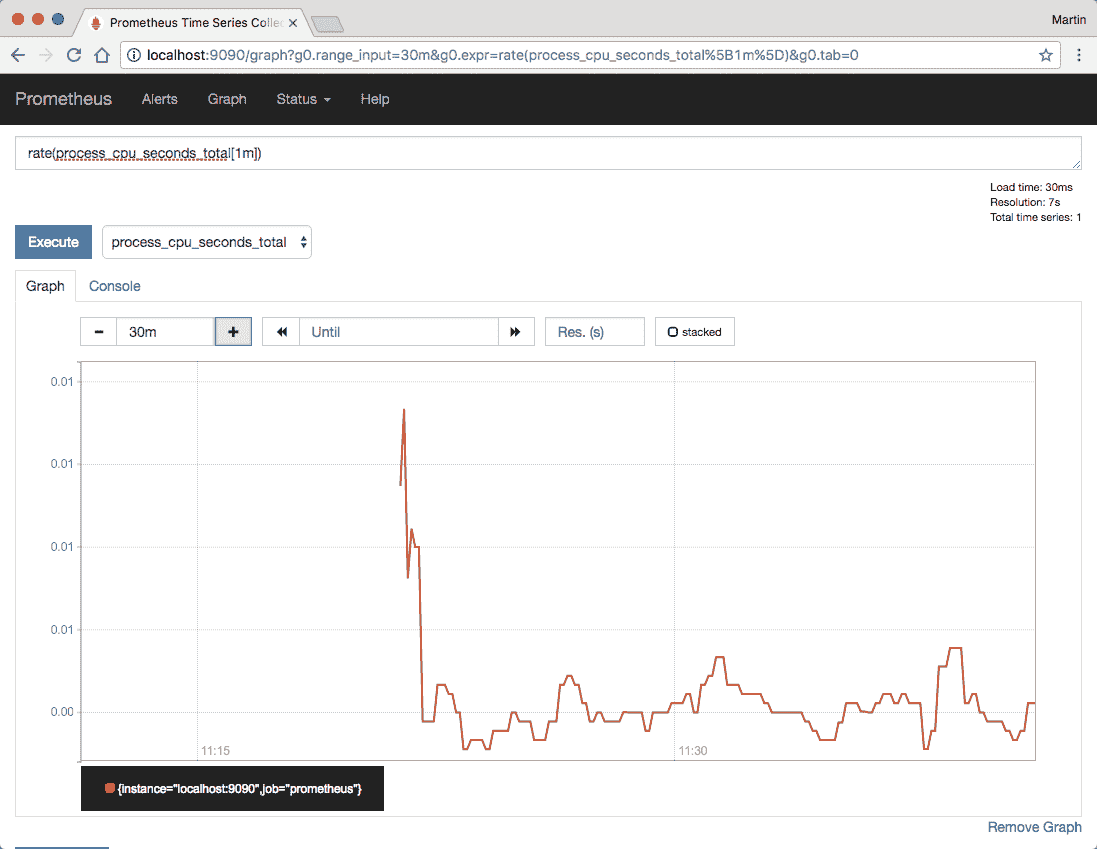 Prometheus Time Series Collec
Martin
localhost:9090/graph?g0.range_input=30m&g0.expr=rate(process_cpu_seconds_total%5B1m%5D)&g0.tab=0
Prometheus Alerts Graph Status Help
rate(process_cpu_seconds_total[1m])
Load time: 30ms
Resolution: 7s
Total time series: 1
Execute process_cpu_seconds_total
Graph Console
30m Until Res. (s) stacked
0.01
0.01
0.01
0.01
0.00
11:15 11:30
{instance="localhost:9090",job="prometheus"}
Remove Graph